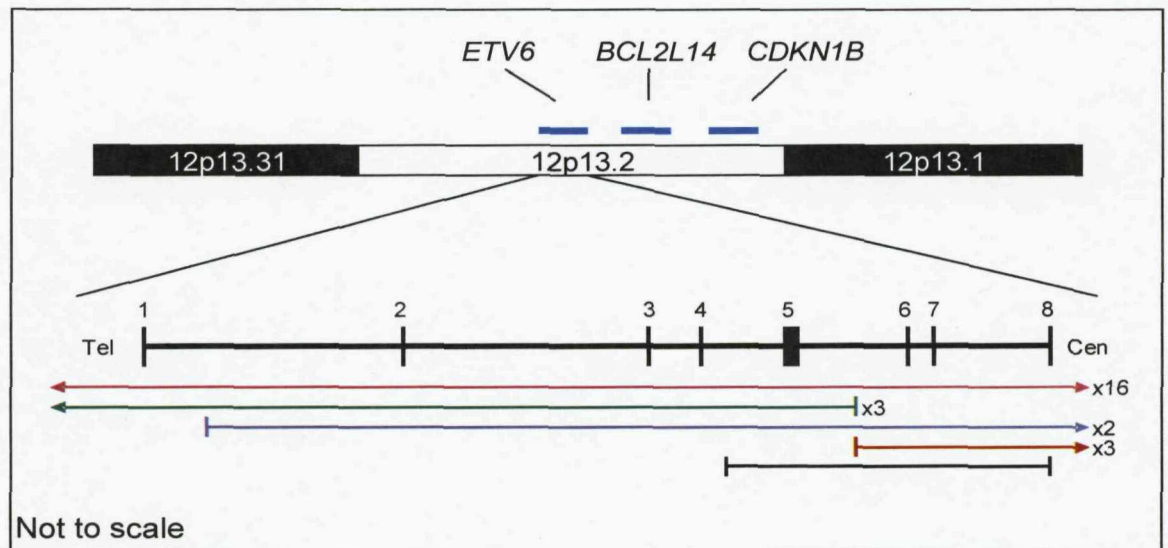 ETV6 BCL2L14 CDKN1B
12p13.31 12p13.2 12p13.1
1 2 3 4 5 6 7 8
Tel Cen
x16
x3
x2
x3
Not to scale